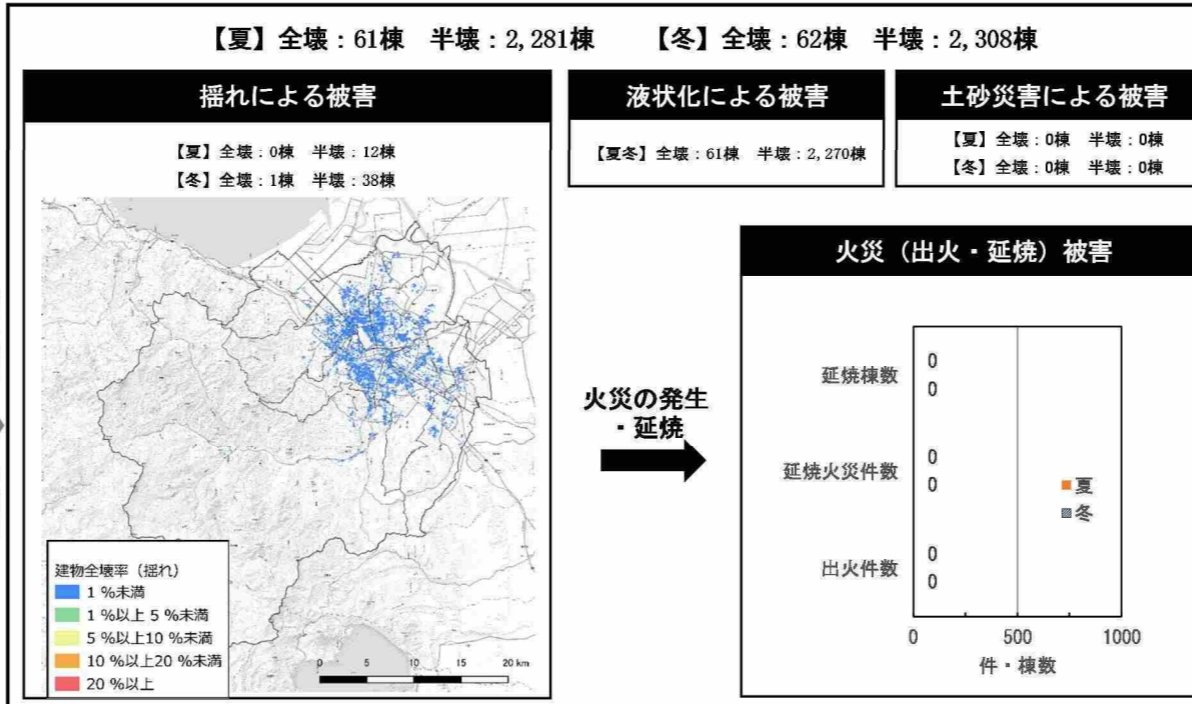 【夏】全壊：61棟　半壊：2,281棟　【冬】全壊：62棟　半壊：2,308棟
揺れによる被害
【夏】全壊：0棟　半壊：12棟
【冬】全壊：1棟　半壊：38棟
建物全壊率（揺れ）
1 %未満
1 %以上 5 %未満
5 %以上10 %未満
10 %以上20 %未満
20 %以上
0 5 10 15 20 km
液状化による被害
【夏冬】全壊：61棟　半壊：2,270棟
土砂災害による被害
【夏】全壊：0棟　半壊：0棟
【冬】全壊：0棟　半壊：0棟
火災の発生
・延焼
火災（出火・延焼）被害
延焼棟数
0
0
延焼火災件数
0
0
出火件数
0
0
夏
冬
0 500 1000
件・棟数